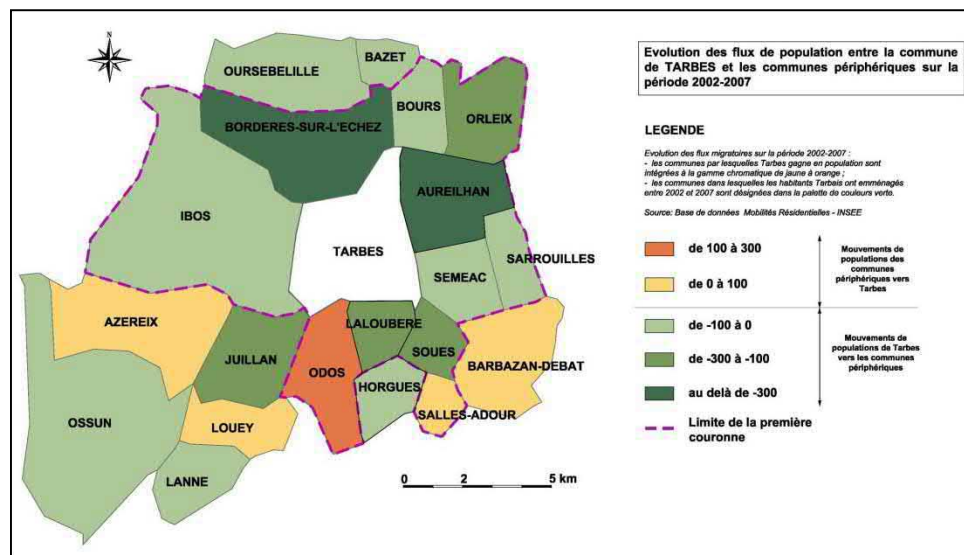 N
Evolution des flux de population entre la commune
de TARBES et les communes périphériques sur la
période 2002-2007
BAZET
OURSEBELILLE
BOURS
ORLEIX
BORDERES-SUR-L'ECHEZ
AUREILHAN
IBOS
TARBES
SARROUILLES
SEMEAC
AZEREIX
LALOUBERE
JUILLAN
ODOS
SOUES
BARBAZAN-DEBAT
HORGUES
SALLES-ADOUR
OSSUN
LOUEY
LANNE
0 2 5 km
LEGENDE
Evolution des flux migratoires sur la période 2002-2007 :
- les communes par lesquelles Tarbes gagne en population sont
intégrées à la gamme chromatique de jaune à orange ;
- les communes dans lesquelles les habitants Tarbais ont emménagés
entre 2002 et 2007 sont désignées dans la palette de couleurs verte.
Source: Base de données Mobilités Résidentielles - INSEE
de 100 à 300
de 0 à 100
Mouvements de
populations des
communes
périphériques vers
Tarbes
de -100 à 0
de -300 à -100
au delà de -300
Mouvements de
populations de Tarbes
vers les communes
périphériques
Limite de la première
couronne